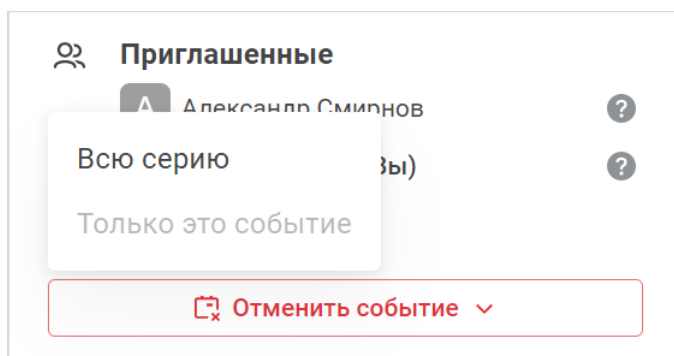 Приглашенные
А
Александр Смирнов
?
Всю серию
Вы)
?
Только это событие
Отменить событие